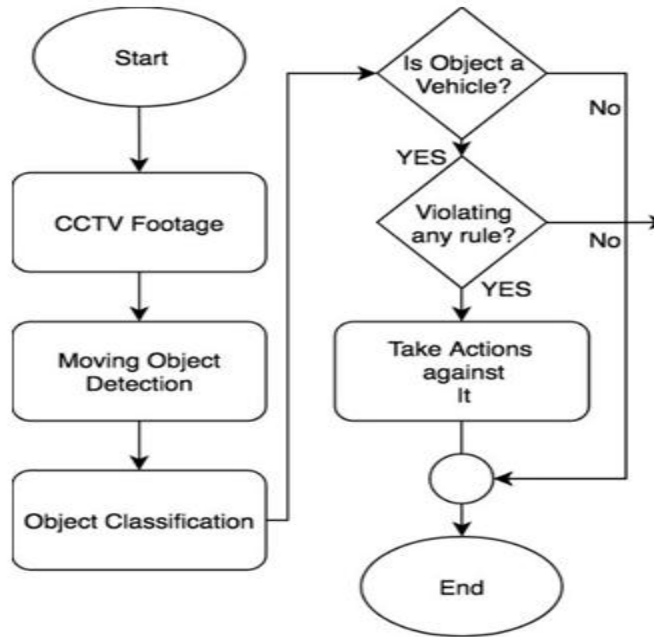 Start
CCTV Footage
Moving Object
Detection
Object Classification
Is Object a
Vehicle?
No
YES
Violating
any rule?
No
YES
Take Actions
against
It
End